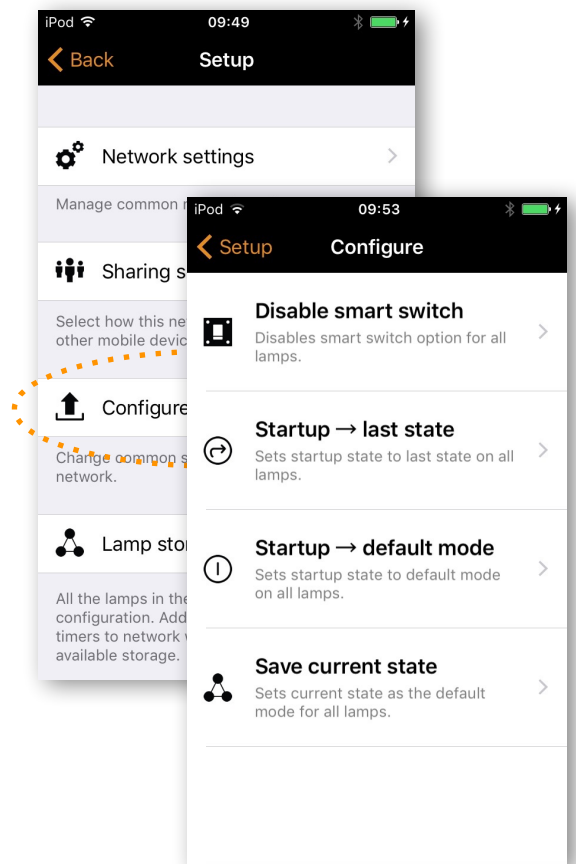 iPod 09:49
Back Setup
Network settings
Manage common
Sharing s
Select how this ne
other mobile devic
Configure
Change common s
network.
Lamp sto
All the lamps in the
configuration. Add
timers to network
available storage.
iPod 09:53
Setup Configure
Disable smart switch
Disables smart switch option for all
lamps.
Startup → last state
Sets startup state to last state on all
lamps.
Startup → default mode
Sets startup state to default mode
on all lamps.
Save current state
Sets current state as the default
mode for all lamps.